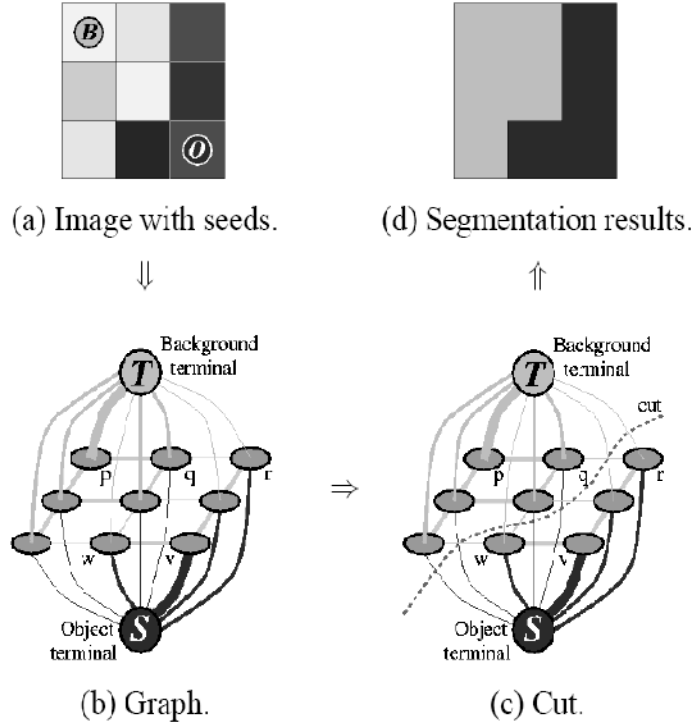 B
O
(a) Image with seeds.
(d) Segmentation results.
⇓
⇑
Background
terminal
T
p
q
r
w
v
Object
terminal
S
(b) Graph.
⇒
Background
terminal
T
cut
p
q
r
w
v
Object
terminal
S
(c) Cut.